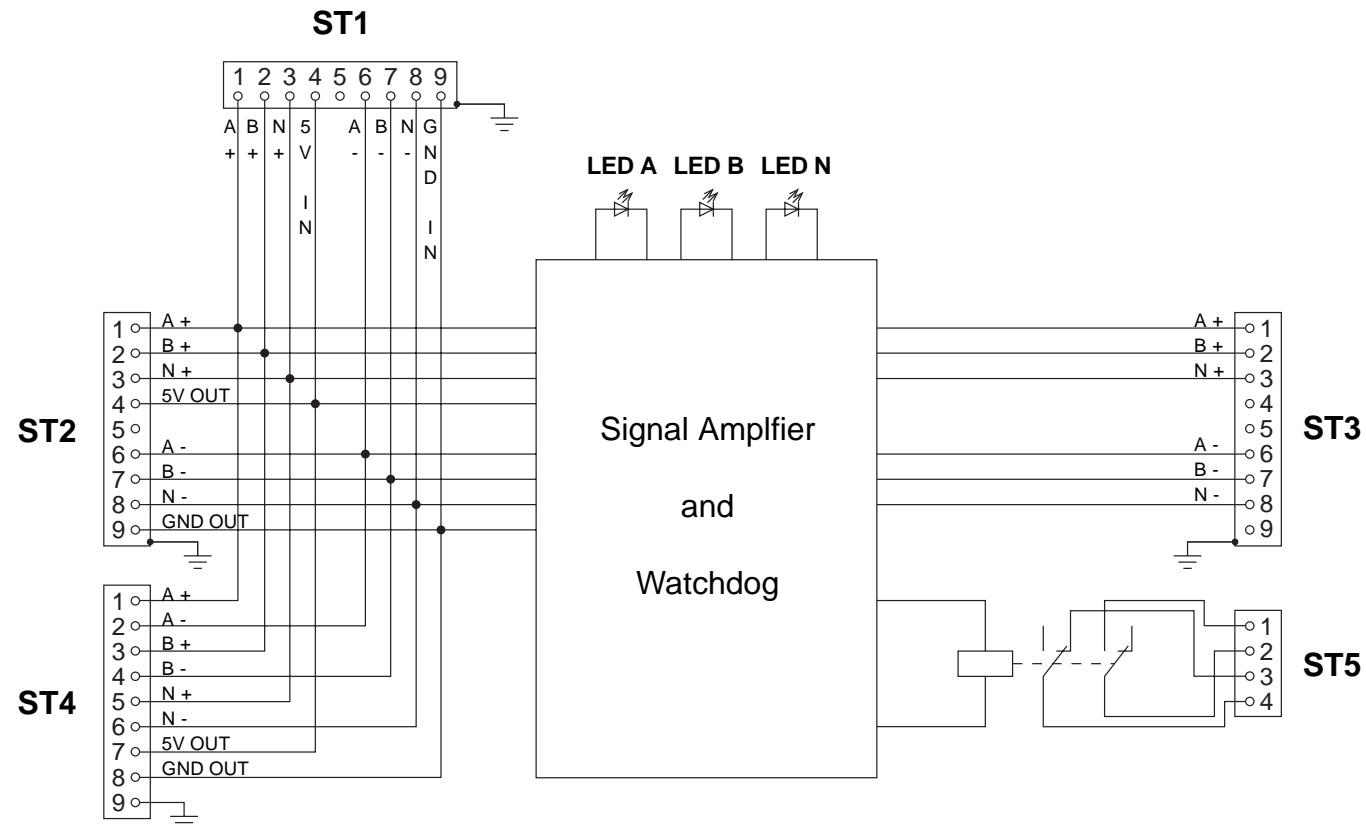 ST1
1 2 3 4 5 6 7 8 9
A B N 5 A B N G
+ + + V - - - N
D
I I
N N
LED A LED B LED N
ST2
1 A +
2 B +
3 N +
4 5V OUT
5
6 A -
7 B -
8 N -
9 GND OUT
Signal Amplfier
and
Watchdog
A + 1
B + 2
N + 3
4
5
A - 6
B - 7
N - 8
9
ST3
ST4
1 A +
2 A -
3 B +
4 B -
5 N +
6 N -
7 5V OUT
8 GND OUT
9
1
2
3
4
ST5